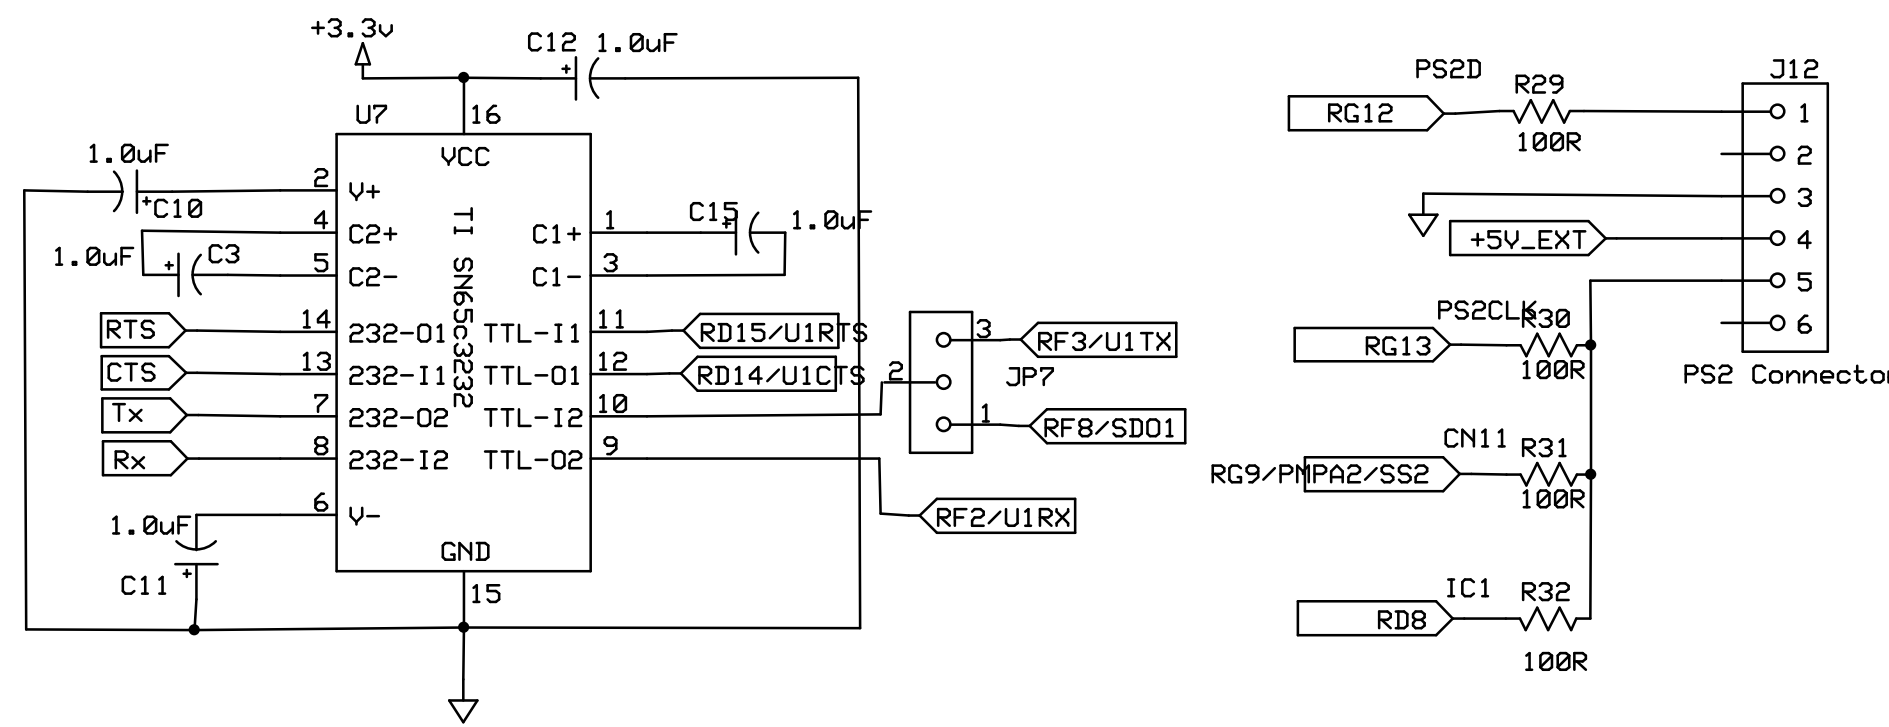 +3.3v
C12 1.0uF
U7
16
VCC
1.0uF
C10
2 V+
4 C2+
1.0uF C3
5 C2-
TI SN65c3232
C1+ 1
C15 1.0uF
C1- 3
RTS 14 232-O1
CTS 13 232-I1
Tx 7 232-O2
Rx 8 232-I2
6 V-
1.0uF
C11
TTL-I1 11 RD15/U1RTS
TTL-O1 12 RD14/U1CTS
TTL-I2 10
TTL-O2 9
GND
15
3 RF3/U1TX
2 JP7
1 RF8/SDO1
RF2/U1RX
PS2D
RG12
R29
100R
J12
1
2
3
+5V_EXT 4
5
6
PS2 Connector
PS2CLK
RG13
R30
100R
CN11
RG9/PMPA2/SS2
R31
100R
IC1
RD8
R32
100R